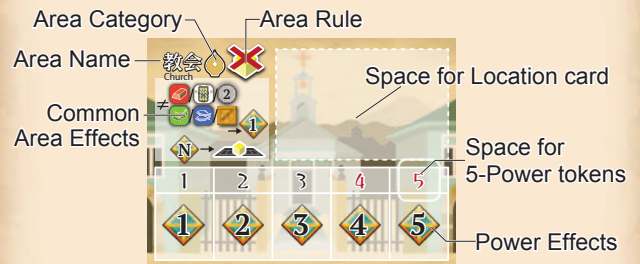 Area Category
Area Rule
Area Name
教会
Church
Common
Area Effects
≠ / / 2
/ /
→ 1
N →
Space for Location card
Space for
5-Power tokens
1 2 3 4 5
1 2 3 4 5
Power Effects